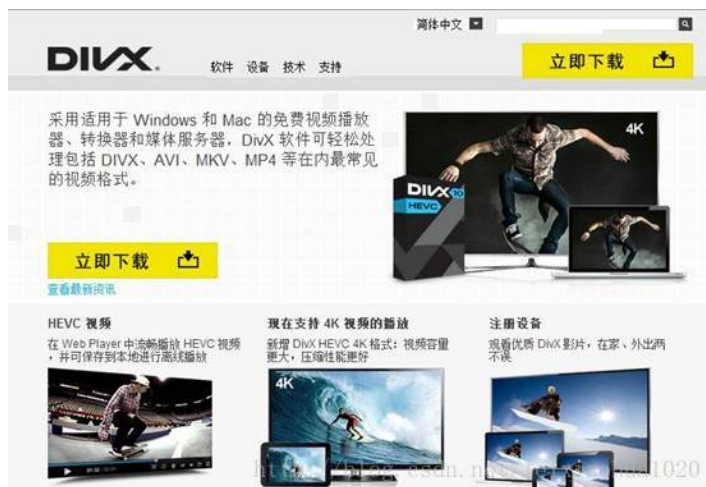 简体中文
DIVX.
软件 设备 技术 支持
立即下载
采用适用于 Windows 和 Mac 的免费视频播放
器、转换器和媒体服务器，DivX 软件可轻松处
理包括 DIVX、AVI、MKV、MP4 等在内最常见
的视频格式。
4K
DIVX 10
HEVC
立即下载
查看最新资讯
HEVC 视频
在 Web Player 中流畅播放 HEVC 视频
，并可保存到本地进行离线播放
现在支持 4K 视频的播放
新增 DivX HEVC 4K 格式：视频容量
更大，压缩性能更好
4K
注册设备
观看优质 DivX 影片，在家、外出两
不误